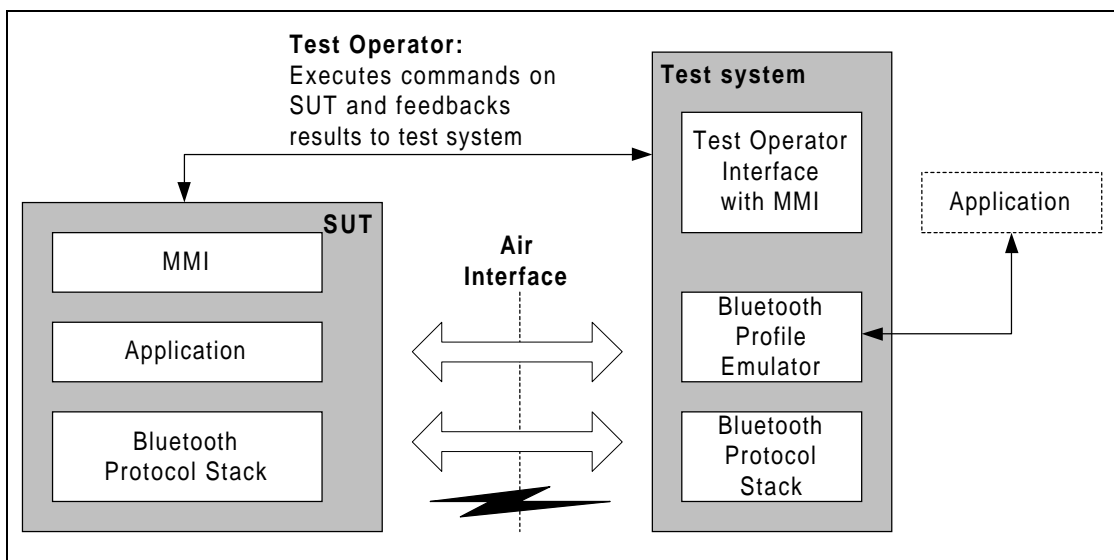 Test Operator:
Executes commands on
SUT and feedbacks
results to test system
Test system
Test Operator
Interface
with MMI
Application
SUT
MMI
Air
Interface
Bluetooth
Profile
Emulator
Application
Bluetooth
Protocol Stack
Bluetooth
Protocol
Stack